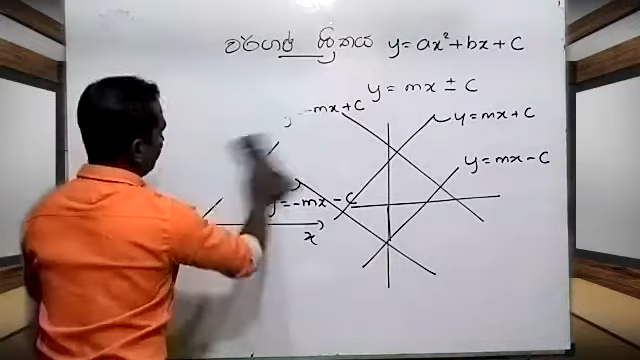 වර්ගජ ශ්‍රිතය y = ax² + bx + c
y = mx ± c
= -mx + c
y = mx + c
y = mx - c
y = -mx - c
x